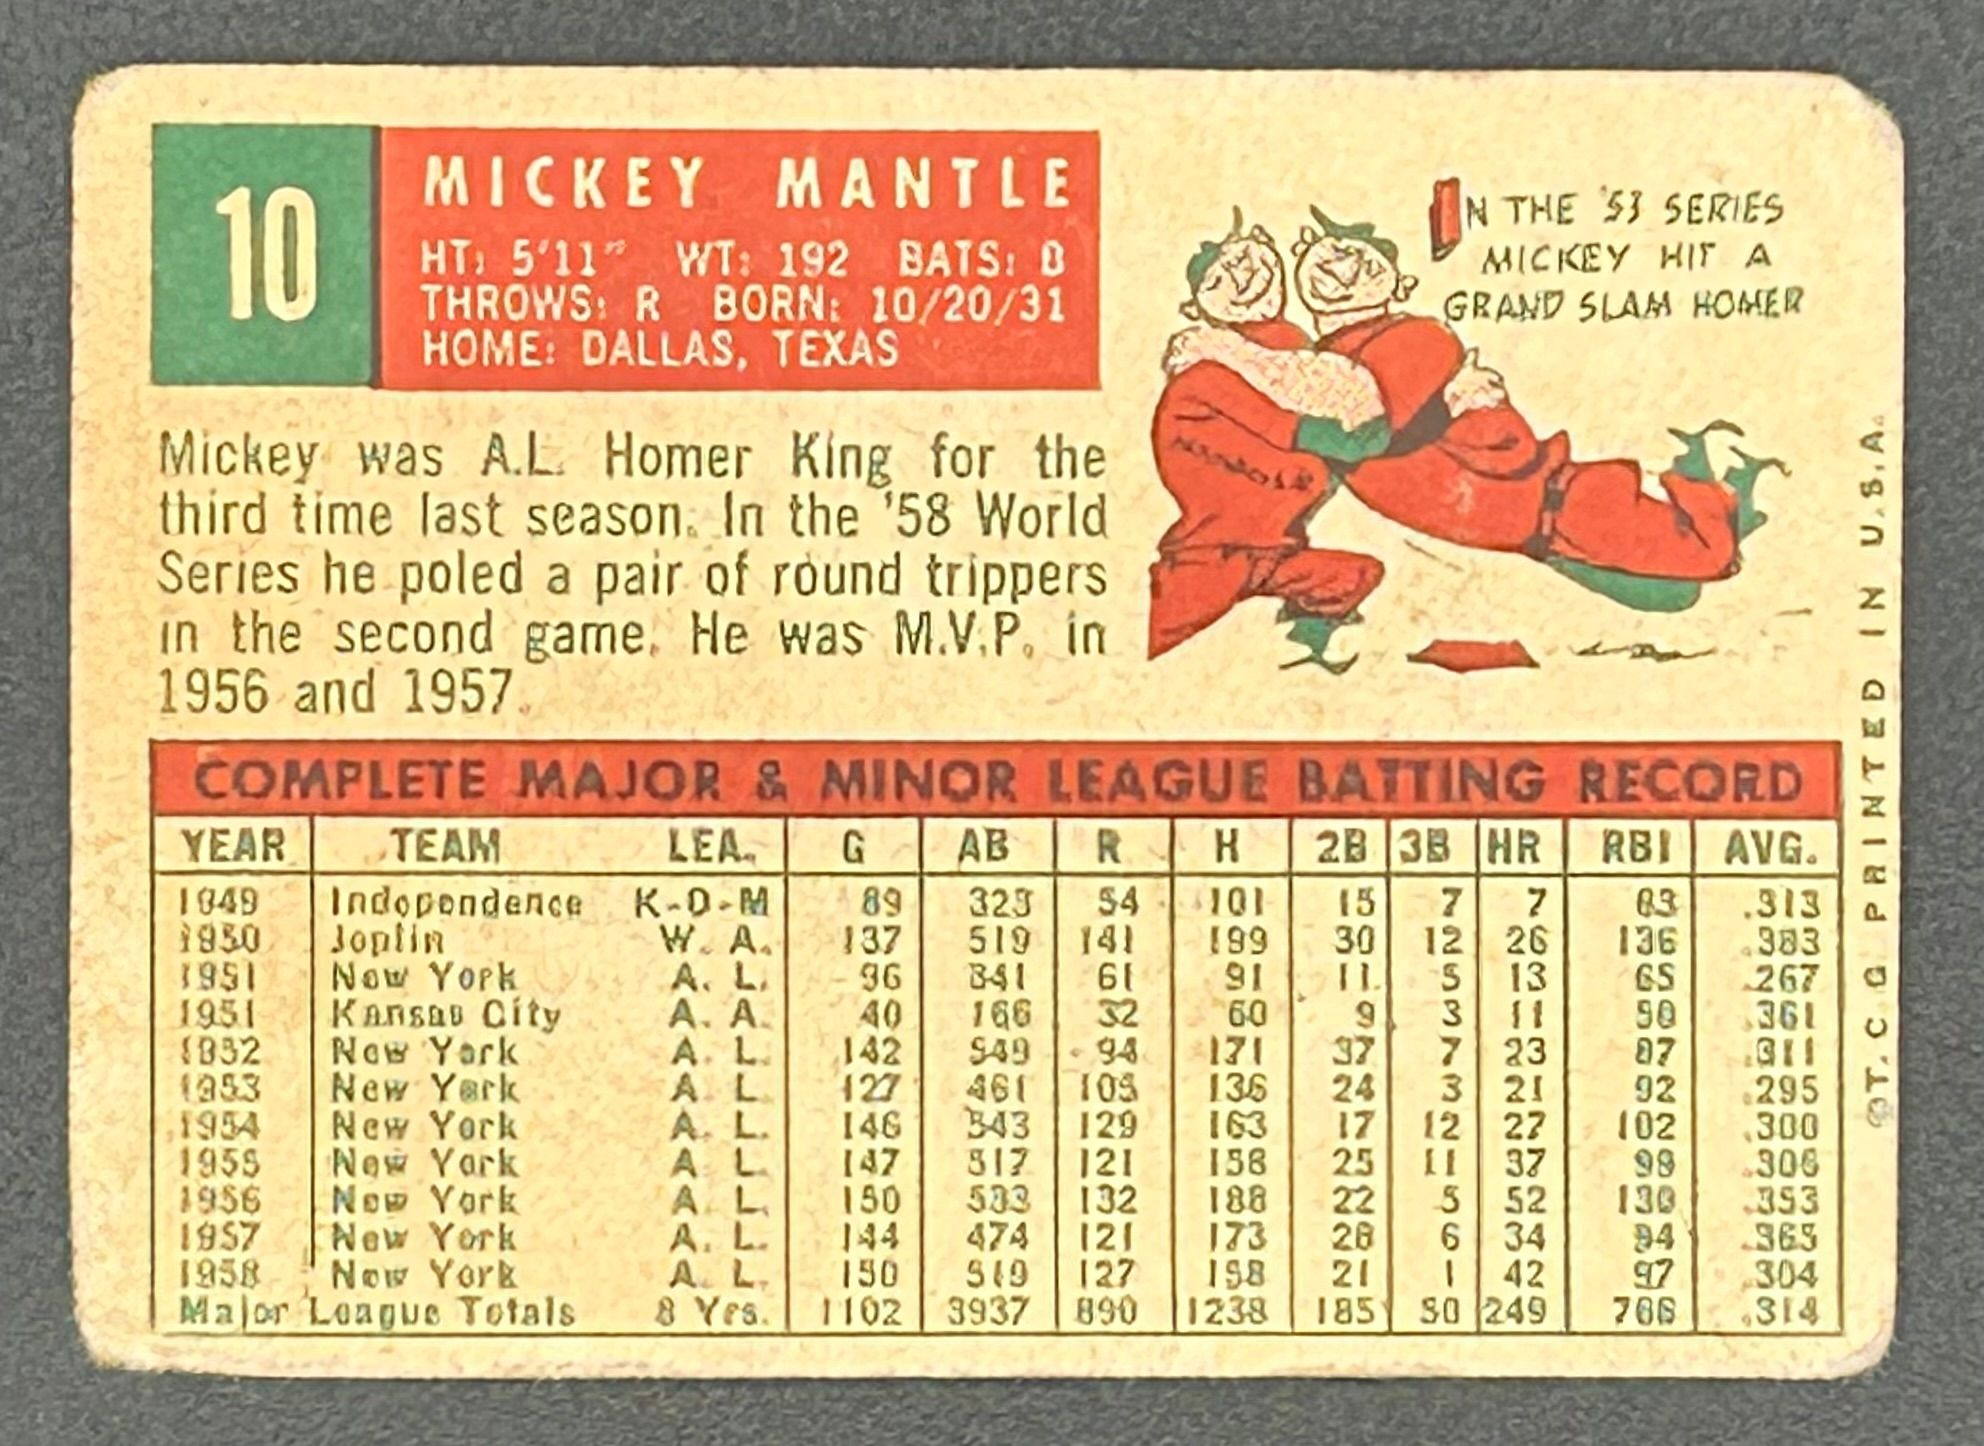 10
MICKEY MANTLE
HT: 5'11" WT: 192 BATS: B
THROWS: R BORN: 10/20/31
HOME: DALLAS, TEXAS
IN THE '53 SERIES
MICKEY HIT A
GRAND SLAM HOMER
Mickey was A.L. Homer King for the
third time last season. In the '58 World
Series he poled a pair of round trippers
in the second game. He was M.V.P. in
1956 and 1957.
COMPLETE MAJOR & MINOR LEAGUE BATTING RECORD
YEAR TEAM LEA. G AB R H 2B 3B HR RBI AVG.
1949 Independence K-O-M 89 323 54 101 15 7 7 63 .313
1950 Joplin W. A. 137 519 141 199 30 12 26 136 .383
1951 New York A. L. 96 341 61 91 11 5 13 65 .267
1951 Kansas City A. A. 40 166 32 60 9 3 11 50 .361
1952 New York A. L. 142 549 94 171 37 7 23 87 .311
1953 New York A. L. 127 461 105 136 24 3 21 92 .295
1954 New York A. L. 146 543 129 163 17 12 27 102 .300
1955 New York A. L. 147 517 121 158 25 11 37 99 .306
1956 New York A. L. 150 533 132 188 22 5 52 130 .353
1957 New York A. L. 144 474 121 173 28 6 34 94 .365
1958 New York A. L. 150 519 127 158 21 1 42 97 .304
Major League Totals 8 Yrs. 1102 3937 890 1238 185 50 249 766 .314
©T.C.G. PRINTED IN U.S.A.